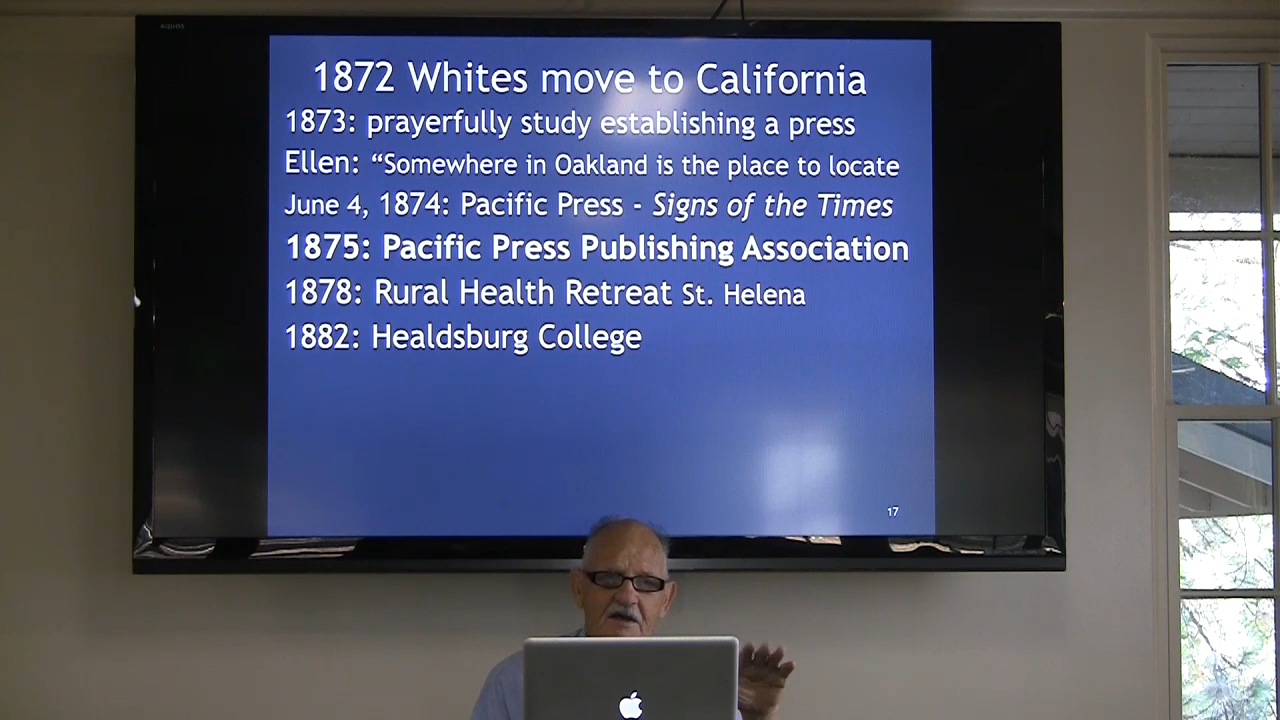 AQUOS
1872 Whites move to California
1873: prayerfully study establishing a press
Ellen: “Somewhere in Oakland is the place to locate
June 4, 1874: Pacific Press - Signs of the Times
1875: Pacific Press Publishing Association
1878: Rural Health Retreat St. Helena
1882: Healdsburg College
17